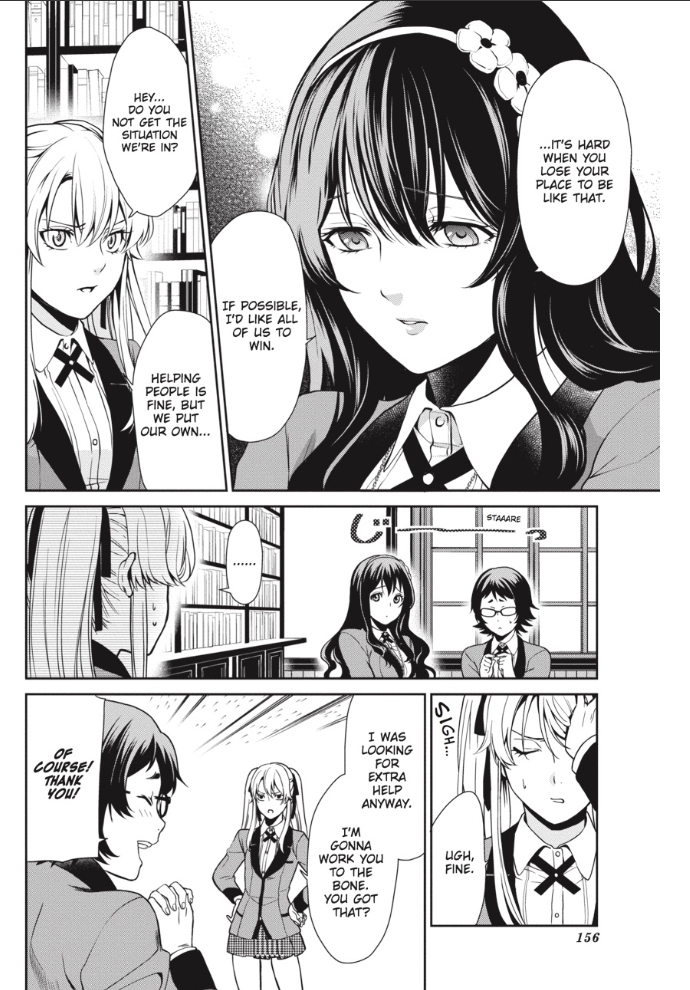 ...IT'S HARD
WHEN YOU
LOSE YOUR
PLACE TO BE
LIKE THAT.
IF POSSIBLE,
I'D LIKE ALL
OF US TO
WIN.
HEY...
DO YOU
NOT GET THE
SITUATION
WE'RE IN?
HELPING
PEOPLE IS
FINE, BUT
WE PUT
OUR OWN...
じーっ
STAAARE
......
SIGH...
UGH,
FINE.
I WAS
LOOKING
FOR
EXTRA
HELP
ANYWAY.
I'M
GONNA
WORK YOU
TO THE
BONE.
YOU GOT
THAT?
OF
COURSE!
THANK
YOU!
156